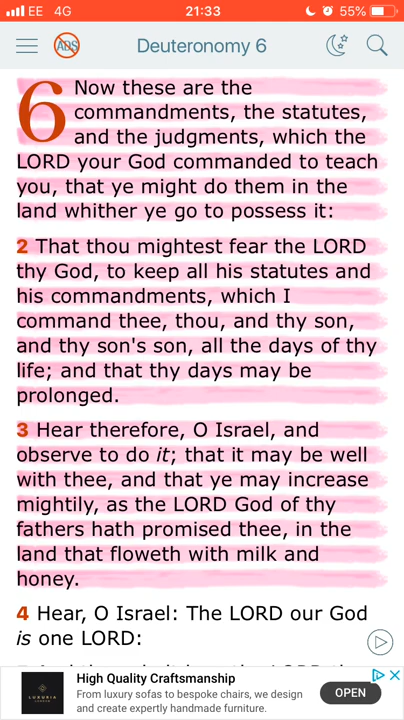 EE 4G 21:33 55%
ADS Deuteronomy 6
6 Now these are the
commandments, the statutes,
and the judgments, which the
LORD your God commanded to teach
you, that ye might do them in the
land whither ye go to possess it:
2 That thou mightest fear the LORD
thy God, to keep all his statutes and
his commandments, which I
command thee, thou, and thy son,
and thy son's son, all the days of thy
life; and that thy days may be
prolonged.
3 Hear therefore, O Israel, and
observe to do it; that it may be well
with thee, and that ye may increase
mightily, as the LORD God of thy
fathers hath promised thee, in the
land that floweth with milk and
honey.
4 Hear, O Israel: The LORD our God
is one LORD:
High Quality Craftsmanship
From luxury sofas to bespoke chairs, we design
and create expertly handmade furniture.
OPEN
LUXURIA
LONDON